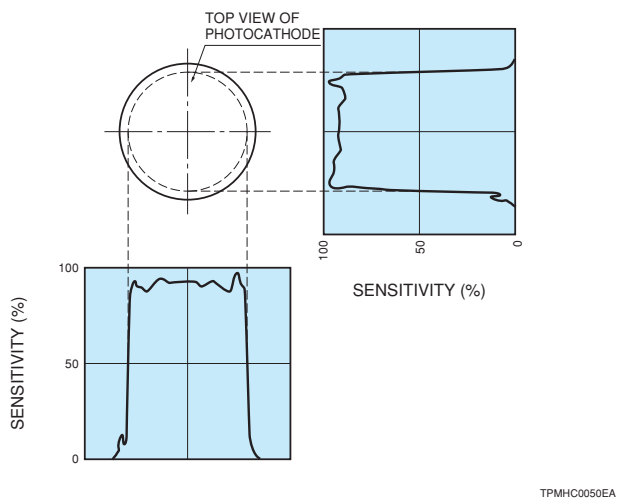 TOP VIEW OF
PHOTOCATHODE
100
50
0
SENSITIVITY (%)
100
50
0
SENSITIVITY (%)
TPMHC0050EA